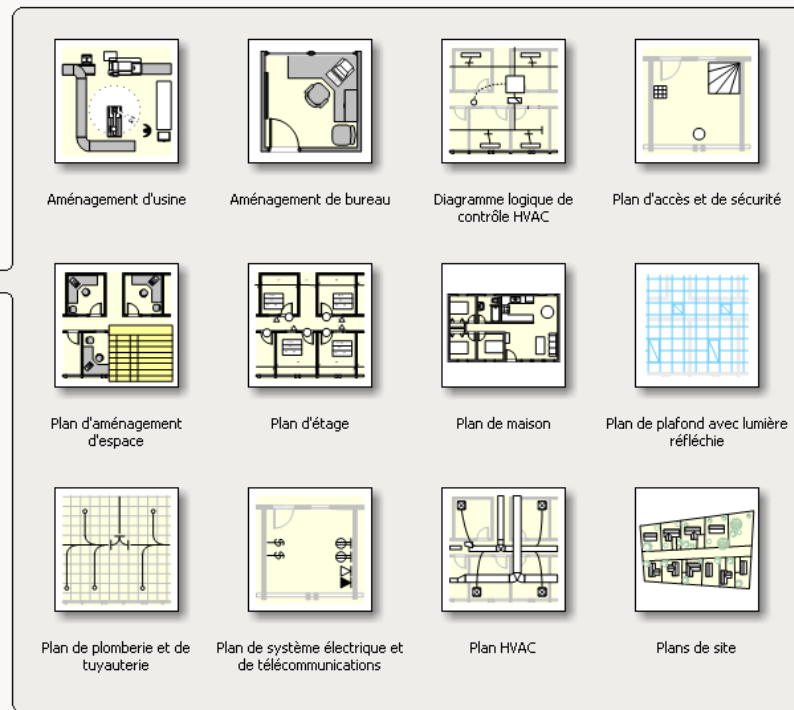 Aménagement d'usine
Aménagement de bureau
Diagramme logique de
contrôle HVAC
Plan d'accès et de sécurité
Plan d'aménagement
d'espace
Plan d'étage
Plan de maison
Plan de plafond avec lumière
réfléchie
Plan de plomberie et de
tuyauterie
Plan de système électrique et
de télécommunications
Plan HVAC
Plans de site